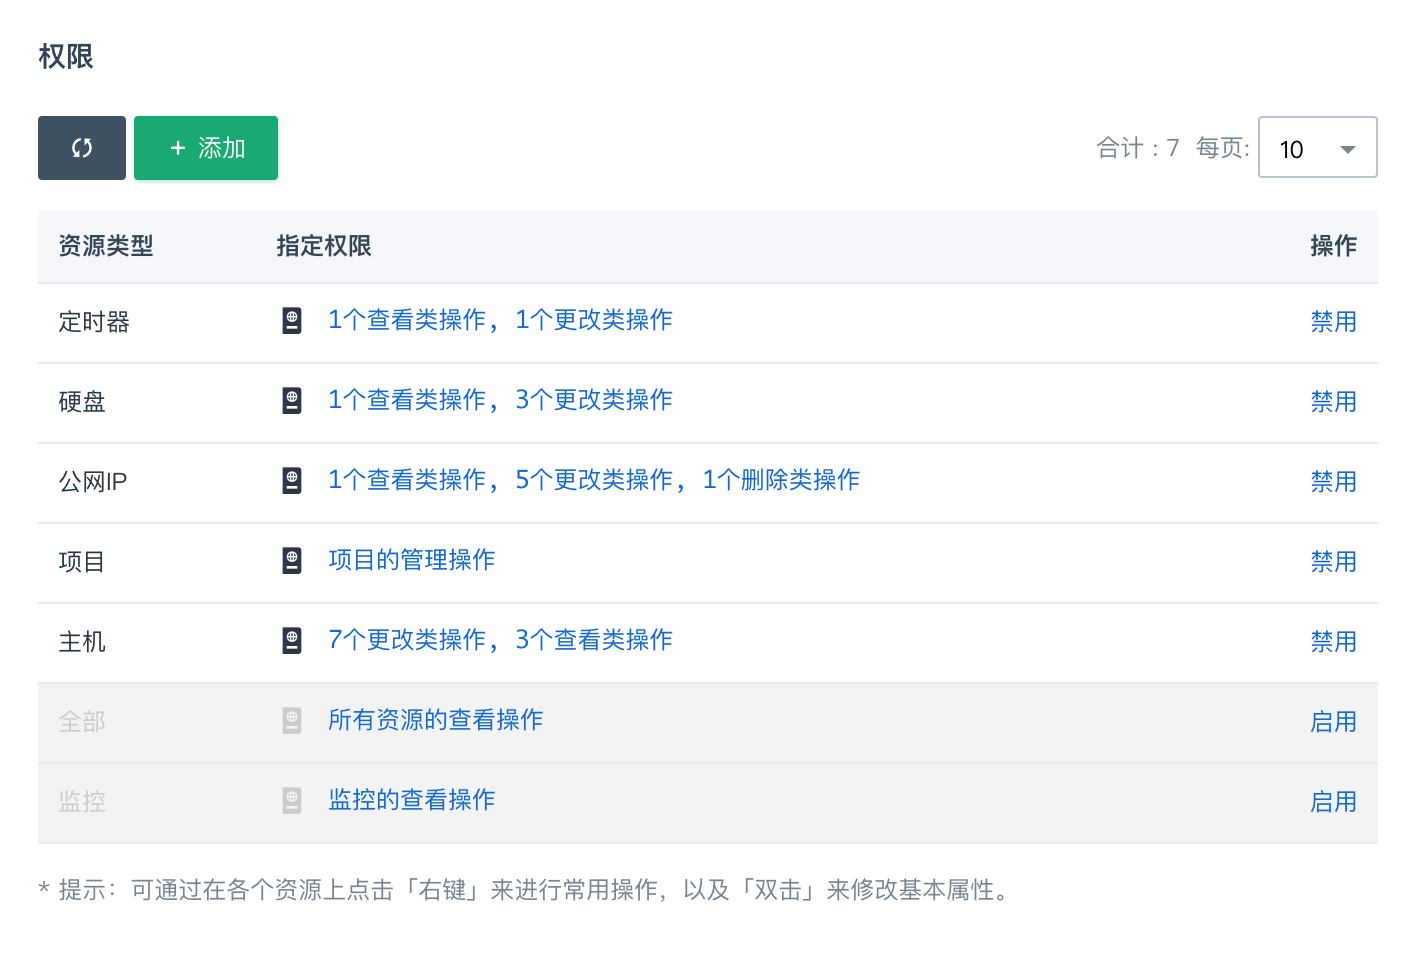 权限
+ 添加
合计 : 7 每页: 10
资源类型 指定权限 操作
定时器 1个查看类操作, 1个更改类操作 禁用
硬盘 1个查看类操作, 3个更改类操作 禁用
公网IP 1个查看类操作, 5个更改类操作, 1个删除类操作 禁用
项目 项目的管理操作 禁用
主机 7个更改类操作, 3个查看类操作 禁用
全部 所有资源的查看操作 启用
监控 监控的查看操作 启用
* 提示：可通过在各个资源上点击「右键」来进行常用操作，以及「双击」来修改基本属性。